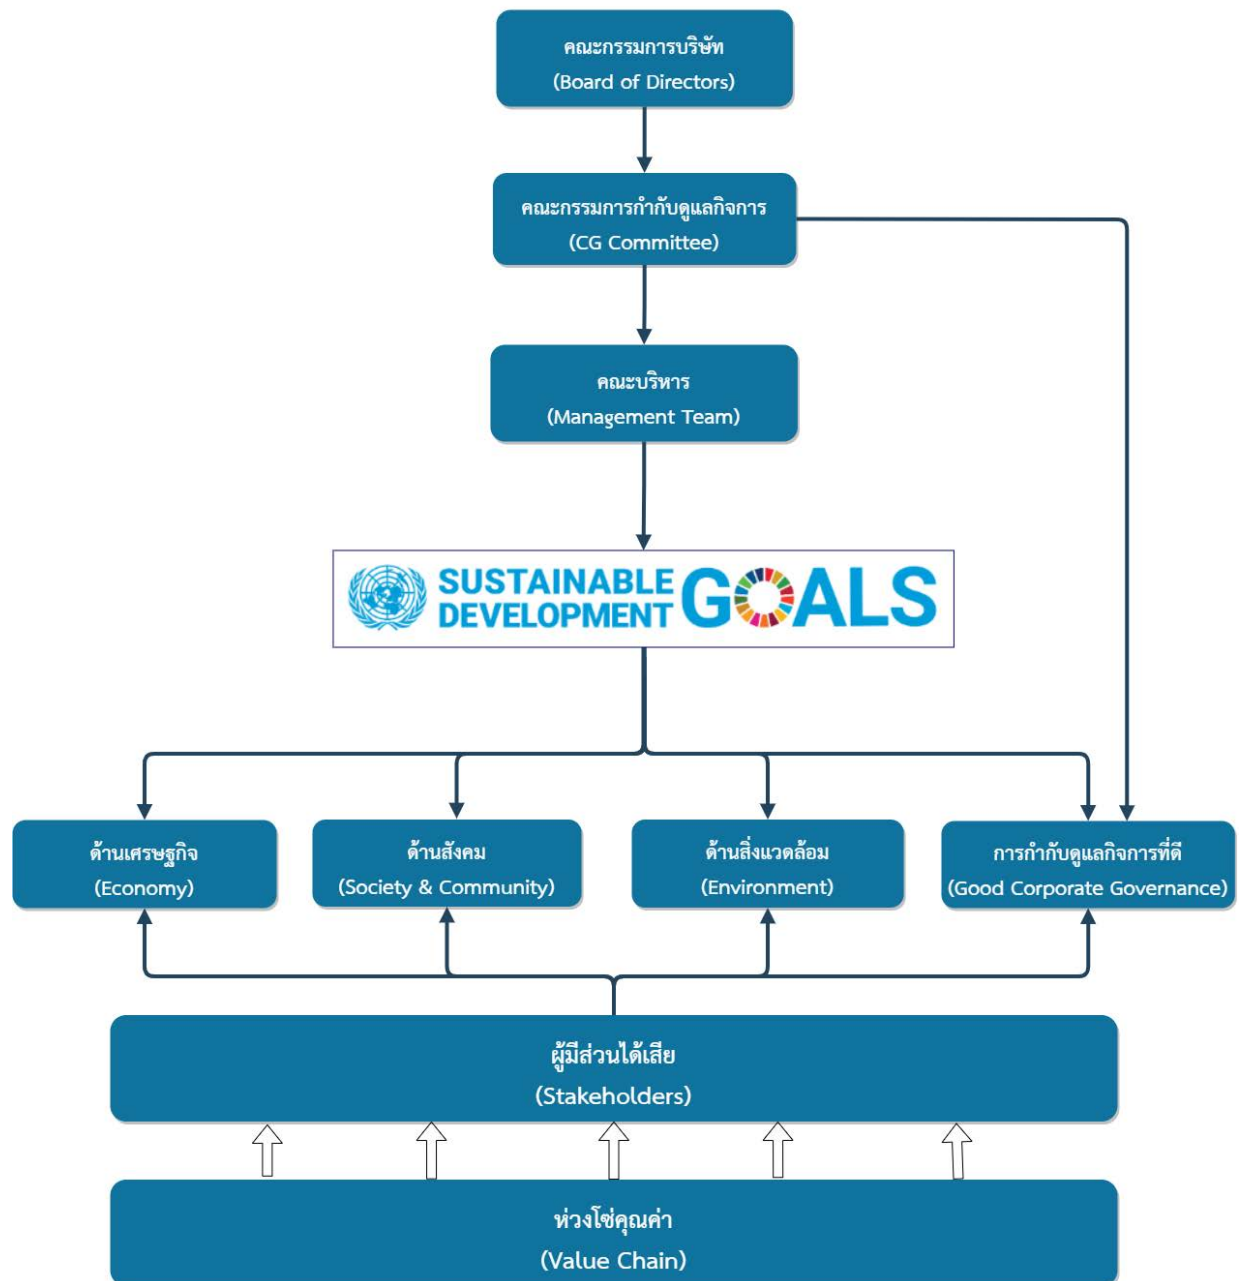 คณะกรรมการบริษัท
(Board of Directors)
คณะกรรมการกำกับดูแลกิจการ
(CG Committee)
คณะบริหาร
(Management Team)
SUSTAINABLE
DEVELOPMENT
GOALS
ด้านเศรษฐกิจ
(Economy)
ด้านสังคม
(Society & Community)
ด้านสิ่งแวดล้อม
(Environment)
การกำกับดูแลกิจการที่ดี
(Good Corporate Governance)
ผู้มีส่วนได้เสีย
(Stakeholders)
ห่วงโซ่คุณค่า
(Value Chain)